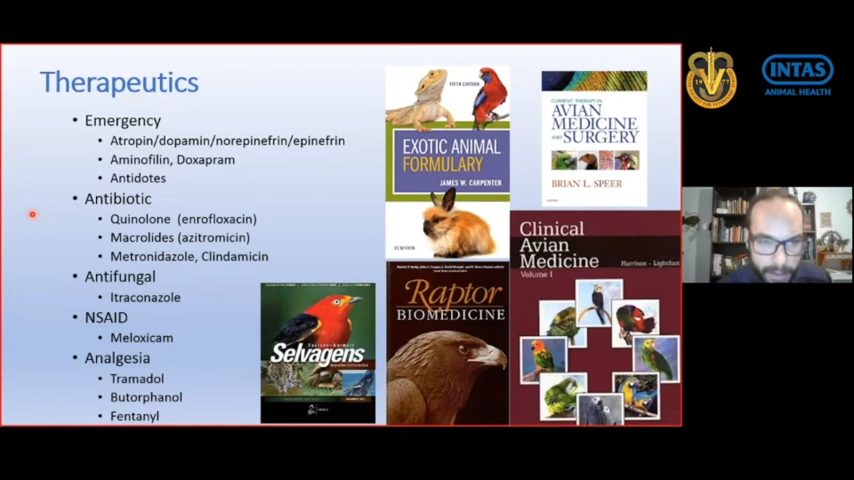 Therapeutics
• Emergency
• Atropin/dopamin/norepinefrin/epinefrin
• Aminofilin, Doxapram
• Antidotes
• Antibiotic
• Quinolone (enrofloxacin)
• Macrolides (azitromicin)
• Metronidazole, Clindamicin
• Antifungal
• Itraconazole
• NSAID
• Meloxicam
• Analgesia
• Tramadol
• Butorphanol
• Fentanyl
FIFTH EDITION
EXOTIC ANIMAL
FORMULARY
JAMES W. CARPENTER
ELSEVIER
CURRENT THERAPY IN
AVIAN
MEDICINE
AND SURGERY
BRIAN L. SPEER
Selvagens
Raptor
BIOMEDICINE
Clinical
Avian
Medicine
Harrison - Lightfoot
Volume I
1977
INTAS
ANIMAL HEALTH